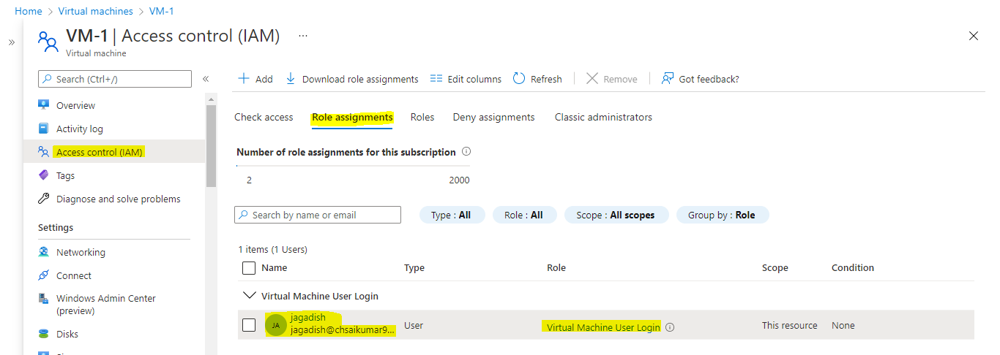 Home > Virtual machines > VM-1
»
VM-1 | Access control (IAM) ...
Virtual machine
Search (Ctrl+/)
«
Overview
Activity log
Access control (IAM)
Tags
Diagnose and solve problems
Settings
Networking
Connect
Windows Admin Center
(preview)
Disks
Add Download role assignments Edit columns Refresh Remove Got feedback?
Check access Role assignments Roles Deny assignments Classic administrators
Number of role assignments for this subscription
2 2000
Search by name or email Type : All Role : All Scope : All scopes Group by : Role
1 items (1 Users)
Name Type Role Scope Condition
Virtual Machine User Login
JA jagadish User Virtual Machine User Login This resource None
jagadish@chsaikumar9...